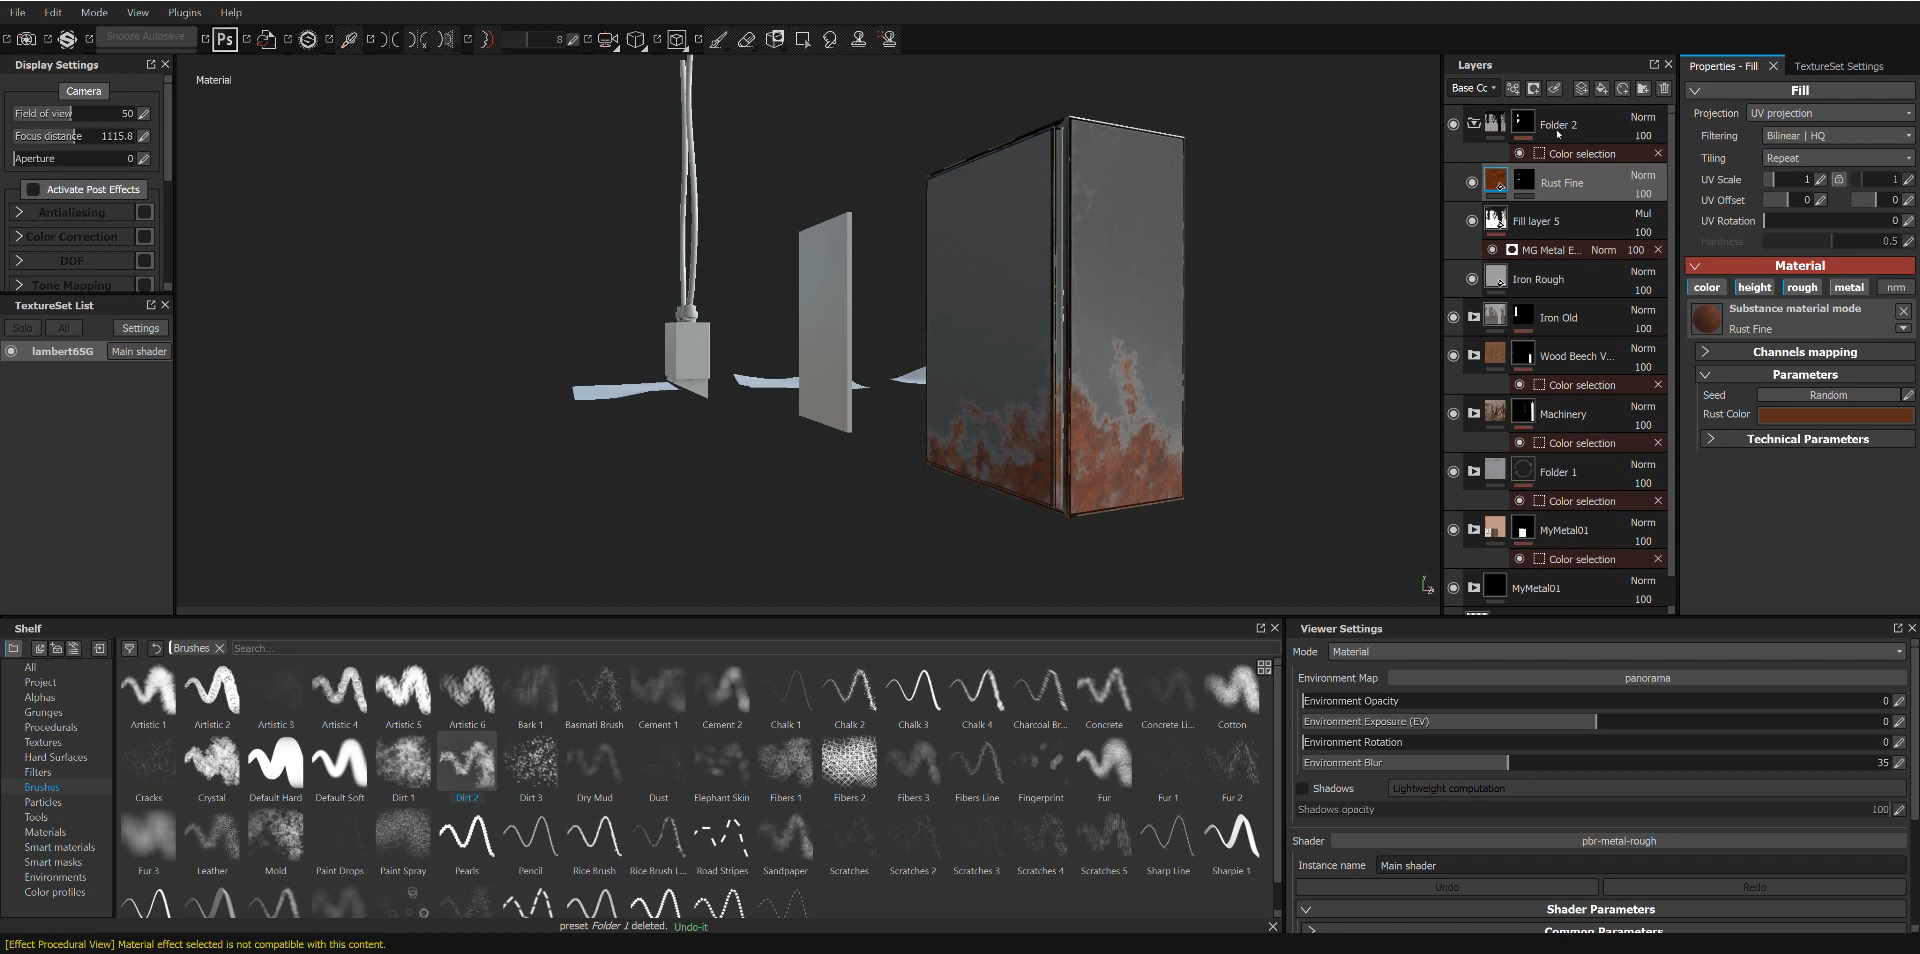 File Edit Mode View Plugins Help
Snooze Autosave
Ps
8
Display Settings
Camera
Field of view 50
Focus distance 1115.8
Aperture 0
Activate Post Effects
Antialiasing
Color Correction
DOF
Tone Mapping
TextureSet List
Solo All Settings
lambert6SG Main shader
Material
Layers
Base Cc
Folder 2 Norm 100
Color selection
Rust Fine Norm 100
Fill layer 5 Mul 100
MG Metal E... Norm 100
Iron Rough Norm 100
Iron Old Norm 100
Wood Beech V... Norm 100
Color selection
Machinery Norm 100
Color selection
Folder 1 Norm 100
Color selection
MyMetal01 Norm 100
Color selection
MyMetal01 Norm 100
Properties - Fill TextureSet Settings
Fill
Projection UV projection
Filtering Bilinear | HQ
Tiling Repeat
UV Scale 1 1
UV Offset 0 0
UV Rotation 0
Hardness 0.5
Material
color height rough metal nrm
Substance material mode
Rust Fine
Channels mapping
Parameters
Seed Random
Rust Color
Technical Parameters
Shelf
Brushes Search...
All
Project
Alphas
Grunges
Procedurals
Textures
Hard Surfaces
Filters
Brushes
Particles
Tools
Materials
Smart materials
Smart masks
Environments
Color profiles
Artistic 1 Artistic 2 Artistic 3 Artistic 4 Artistic 5 Artistic 6 Bark 1 Basmati Brush Cement 1 Cement 2 Chalk 1 Chalk 2 Chalk 3 Chalk 4 Charcoal Br... Concrete Concrete Li... Cotton
Cracks Crystal Default Hard Default Soft Dirt 1 Dirt 2 Dirt 3 Dry Mud Dust Elephant Skin Fibers 1 Fibers 2 Fibers 3 Fibers Line Fingerprint Fur Fur 1 Fur 2
Fur 3 Leather Mold Paint Drops Paint Spray Pearls Pencil Rice Brush Rice Brush L... Road Stripes Sandpaper Scratches Scratches 2 Scratches 3 Scratches 4 Scratches 5 Sharp Line Sharpie 1
preset Folder 1 deleted. Undo-it
Viewer Settings
Mode Material
Environment Map panorama
Environment Opacity 0
Environment Exposure (EV) 0
Environment Rotation 0
Environment Blur 35
Shadows Lightweight computation
Shadows opacity 100
Shader pbr-metal-rough
Instance name Main shader
Undo Redo
Shader Parameters
Common Parameters
[Effect Procedural View] Material effect selected is not compatible with this content.